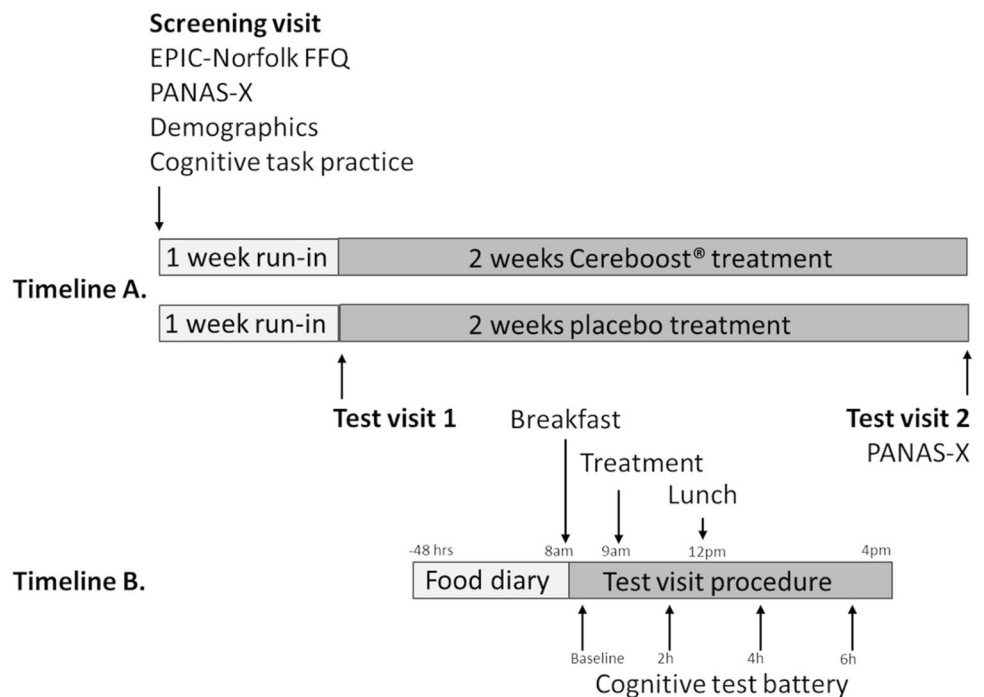 Screening visit
EPIC-Norfolk FFQ
PANAS-X
Demographics
Cognitive task practice
Timeline A.
1 week run-in
2 weeks Cereboost® treatment
1 week run-in
2 weeks placebo treatment
Test visit 1
Test visit 2
PANAS-X
Breakfast
Treatment
Lunch
-48 hrs
8am
9am
12pm
4pm
Timeline B.
Food diary
Test visit procedure
Baseline
2h
4h
6h
Cognitive test battery